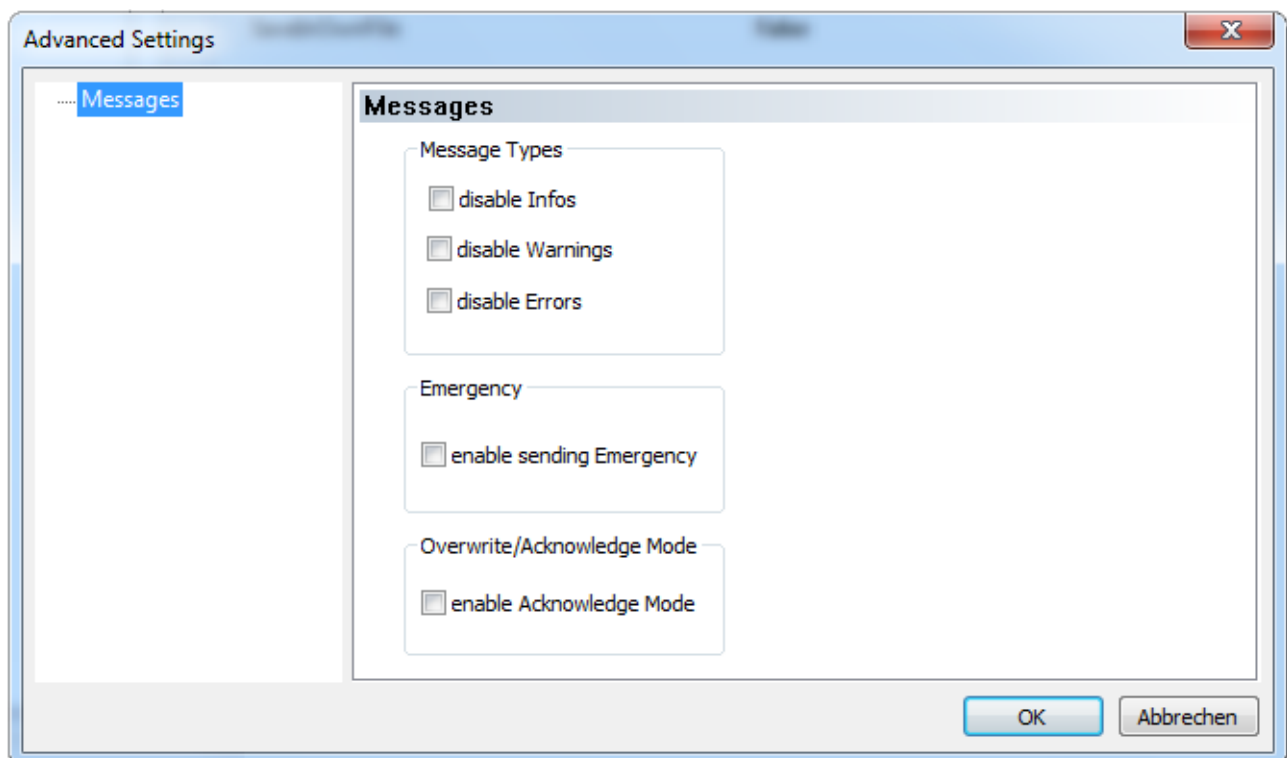 Advanced Settings
Messages
Messages
Message Types
disable Infos
disable Warnings
disable Errors
Emergency
enable sending Emergency
Overwrite/Acknowledge Mode
enable Acknowledge Mode
OK
Abbrechen